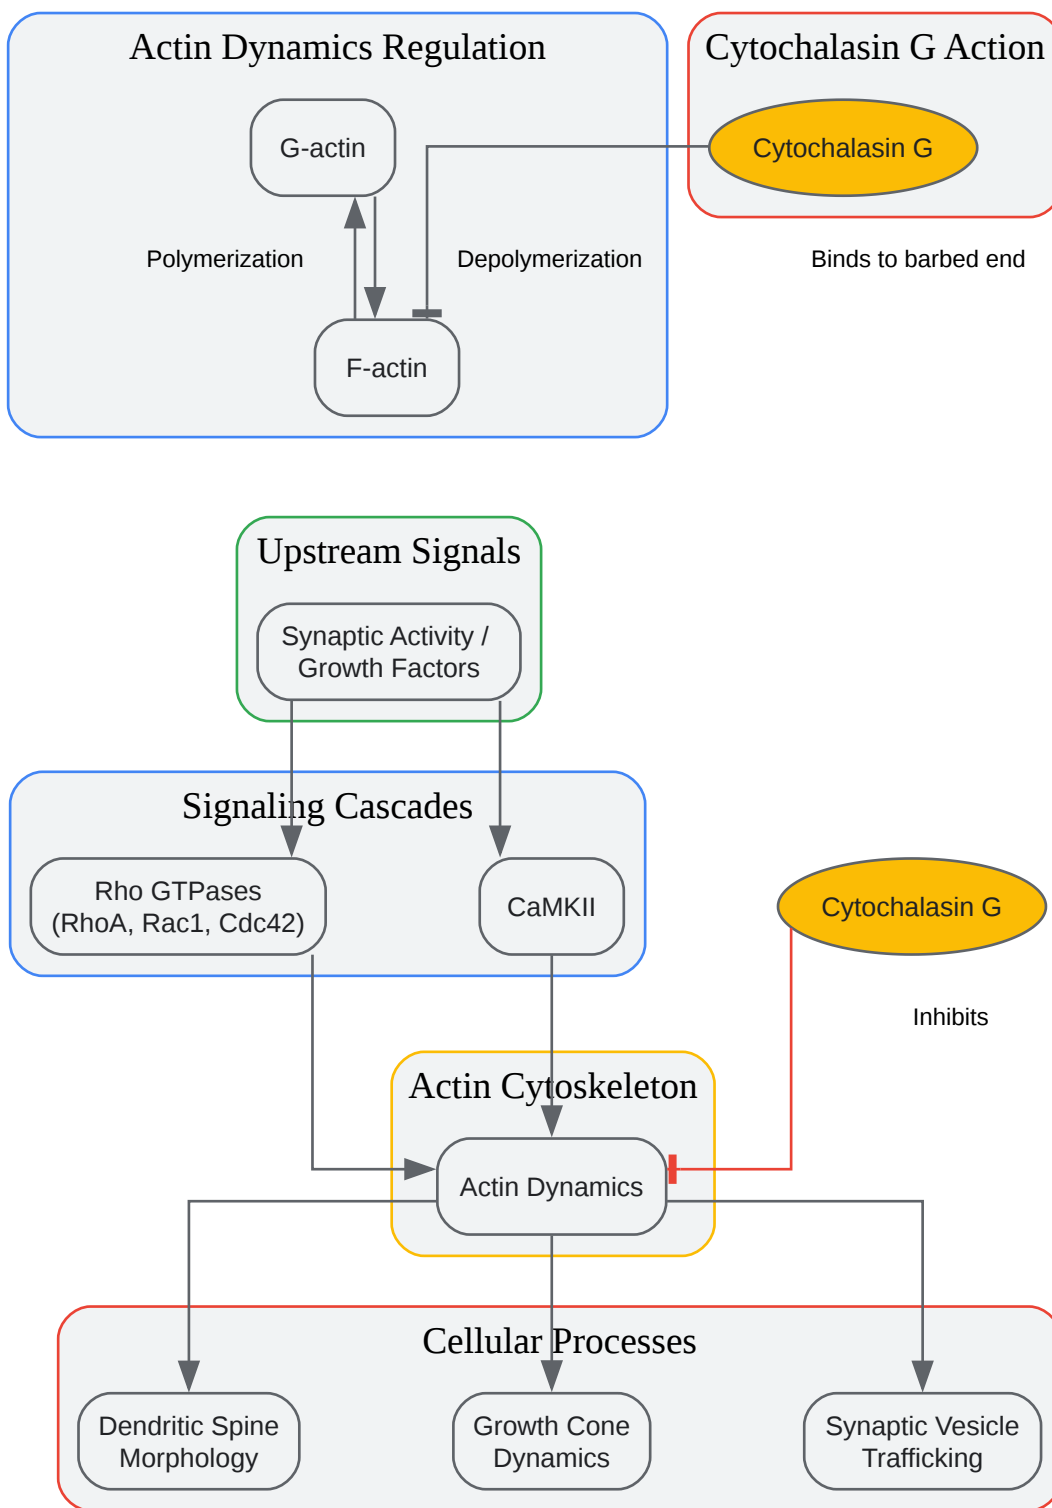 Actin Dynamics Regulation
Cytochalasin G Action
G-actin
Cytochalasin G
Polymerization
Depolymerization
Binds to barbed end
F-actin
Upstream Signals
Synaptic Activity /
Growth Factors
Signaling Cascades
Rho GTPases
(RhoA, Rac1, Cdc42)
CaMKII
Cytochalasin G
Inhibits
Actin Cytoskeleton
Actin Dynamics
Cellular Processes
Dendritic Spine
Morphology
Growth Cone
Dynamics
Synaptic Vesicle
Trafficking